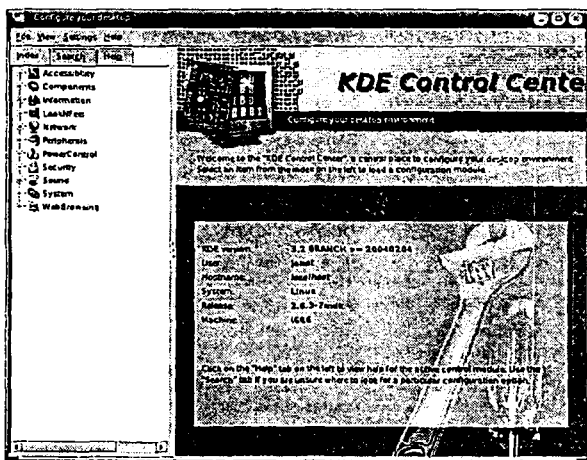 Configure your desktop
File View Settings Help
Index Search Help
Accessibility
Components
Information
LookNFeel
Network
Peripherals
PowerControl
Security
Sound
System
WebBrowsing
KDE Control Cente
Configure your desktop environment
Welcome to the "KDE Control Center", a central place to configure your desktop environment
Select an item from the index on the left to load a configuration module.
KDE version: 3.2 BRANCH >= 20040204
User:
Hostname: localhost
System: Linux
Release:
Machine: i686
Click on the "Help" tab on the left to view help for the active control module. Use the
"Search" tab if you are unsure where to look for a particular configuration option.